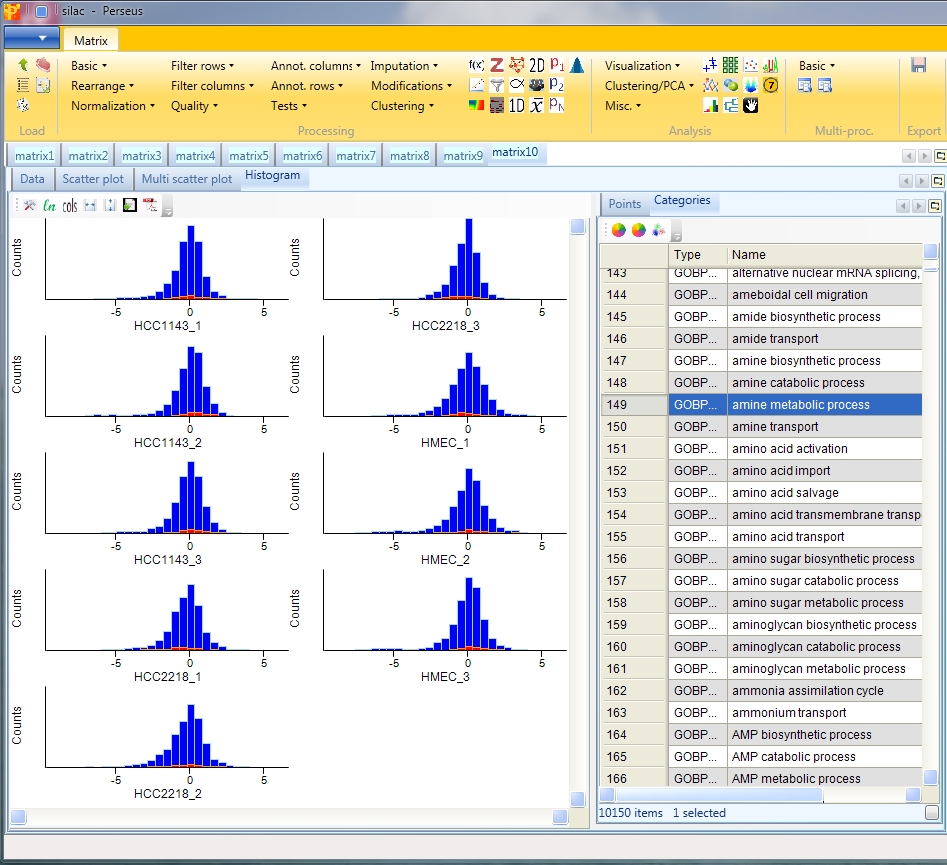 silac - Perseus
Matrix
Basic Filter rows Annot. columns Imputation f(x) Z 2D p1 Visualization Basic
Rearrange Filter columns Annot. rows Modifications p2 Clustering/PCA ?
Normalization Quality Tests Clustering 1D x pN Misc.
Load Processing Analysis Multi-proc. Export
matrix1 matrix2 matrix3 matrix4 matrix5 matrix6 matrix7 matrix8 matrix9 matrix10
Data Scatter plot Multi scatter plot Histogram
ln cols
Counts Counts
-5 0 5 -5 0 5
HCC1143_1 HCC2218_3
Counts Counts
-5 0 5 -5 0 5
HCC1143_2 HMEC_1
Counts Counts
-5 0 5 -5 0 5
HCC1143_3 HMEC_2
Counts Counts
-5 0 5 -5 0 5
HCC2218_1 HMEC_3
Counts
-5 0 5
HCC2218_2
Points Categories
Type Name
143 GOBP... alternative nuclear mRNA splicing,
144 GOBP... ameboidal cell migration
145 GOBP... amide biosynthetic process
146 GOBP... amide transport
147 GOBP... amine biosynthetic process
148 GOBP... amine catabolic process
149 GOBP... amine metabolic process
150 GOBP... amine transport
151 GOBP... amino acid activation
152 GOBP... amino acid import
153 GOBP... amino acid salvage
154 GOBP... amino acid transmembrane transp
155 GOBP... amino acid transport
156 GOBP... amino sugar biosynthetic process
157 GOBP... amino sugar catabolic process
158 GOBP... amino sugar metabolic process
159 GOBP... aminoglycan biosynthetic process
160 GOBP... aminoglycan catabolic process
161 GOBP... aminoglycan metabolic process
162 GOBP... ammonia assimilation cycle
163 GOBP... ammonium transport
164 GOBP... AMP biosynthetic process
165 GOBP... AMP catabolic process
166 GOBP... AMP metabolic process
10150 items 1 selected